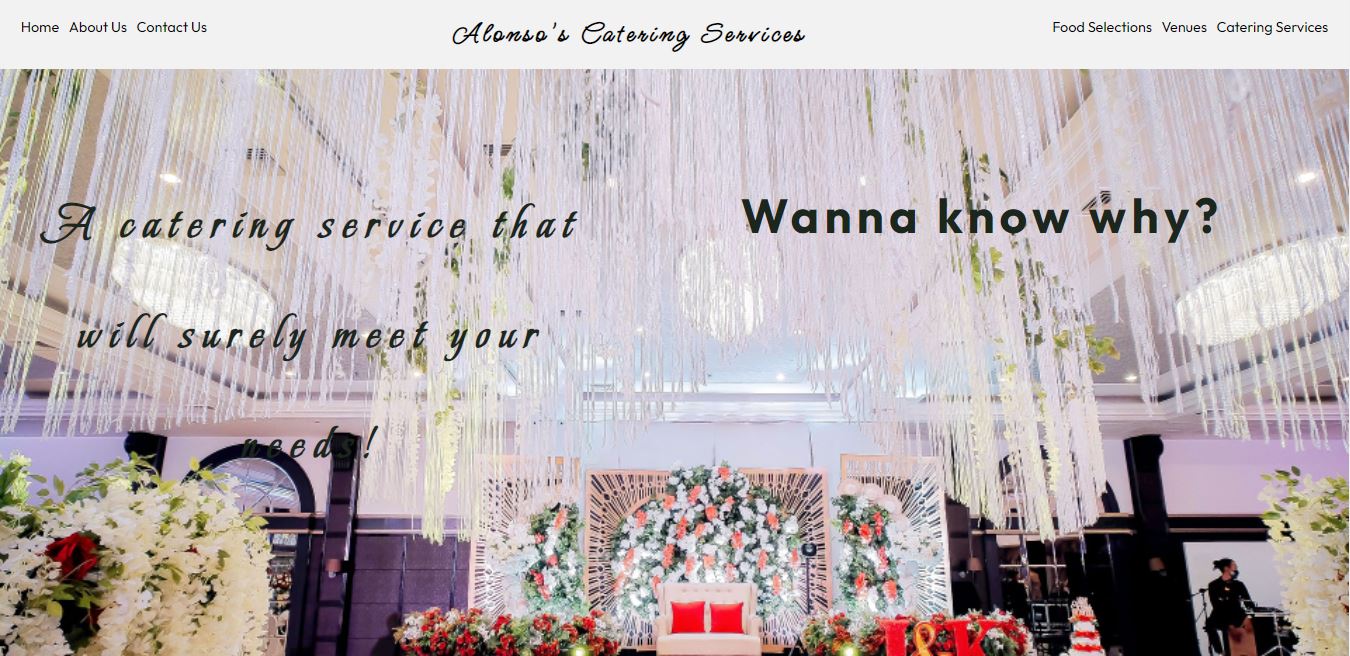 Home About Us Contact Us
Alonso's Catering Services
Food Selections Venues Catering Services
A catering service that
will surely meet your
needs!
Wanna know why?
I&K